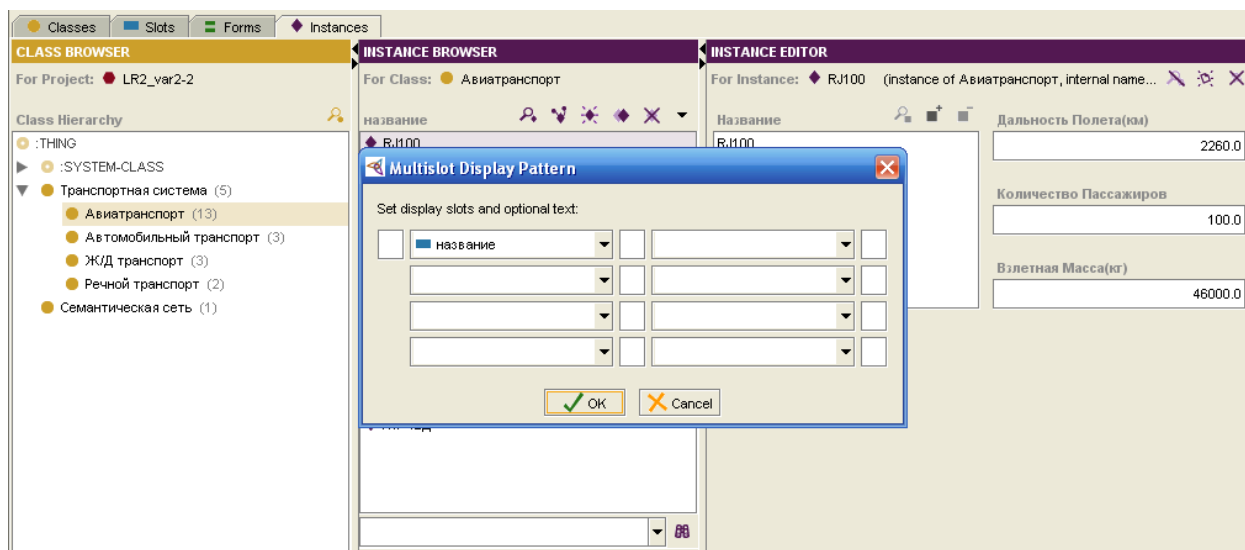 Classes Slots Forms Instances
CLASS BROWSER
For Project: LR2_var2-2
Class Hierarchy
:THING
:SYSTEM-CLASS
Транспортная система (5)
Авиатранспорт (13)
Автомобильный транспорт (3)
Ж/Д транспорт (3)
Речной транспорт (2)
Семантическая сеть (1)
INSTANCE BROWSER
For Class: Авиатранспорт
название
RJ100
INSTANCE EDITOR
For Instance: RJ100 (instance of Авиатранспорт, internal name...
Название
RJ100
Дальность Полета(км)
2260.0
Количество Пассажиров
100.0
Взлетная Масса(кг)
46000.0
Multislot Display Pattern
Set display slots and optional text:
название
OK Cancel